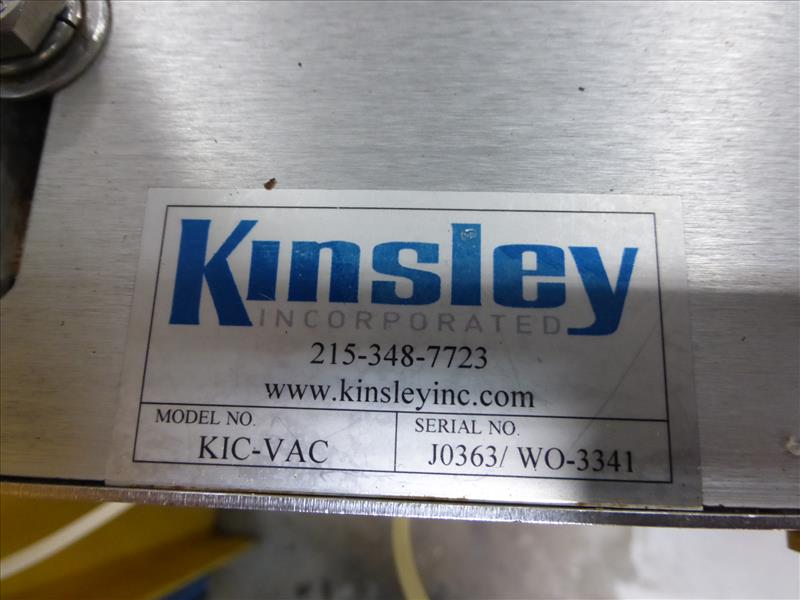 Kinsley
INCORPORATED
215-348-7723
www.kinsleyinc.com
MODEL NO.
KIC-VAC
SERIAL NO.
J0363/ WO-3341